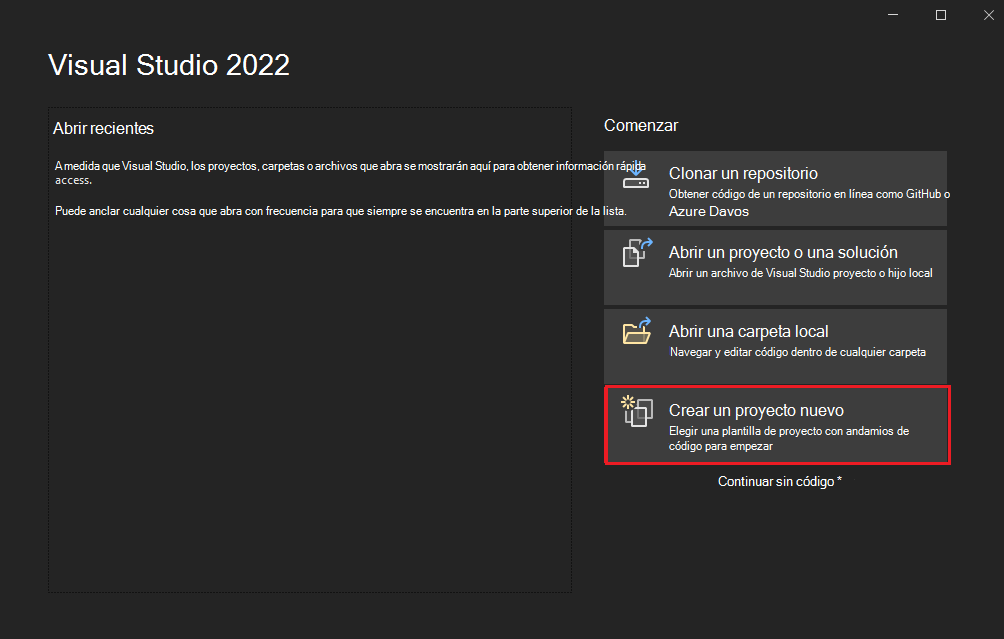 Visual Studio 2022
Abrir recientes
A medida que Visual Studio, los proyectos, carpetas o archivos que abra se mostrarán aquí para obtener información rápida
access.
Puede anclar cualquier cosa que abra con frecuencia para que siempre se encuentra en la parte superior de la lista.
Comenzar
Clonar un repositorio
Obtener código de un repositorio en línea como GitHub o
Azure Davos
Abrir un proyecto o una solución
Abrir un archivo de Visual Studio proyecto o hijo local
Abrir una carpeta local
Navegar y editar código dentro de cualquier carpeta
Crear un proyecto nuevo
Elegir una plantilla de proyecto con andamios de
código para empezar
Continuar sin código *